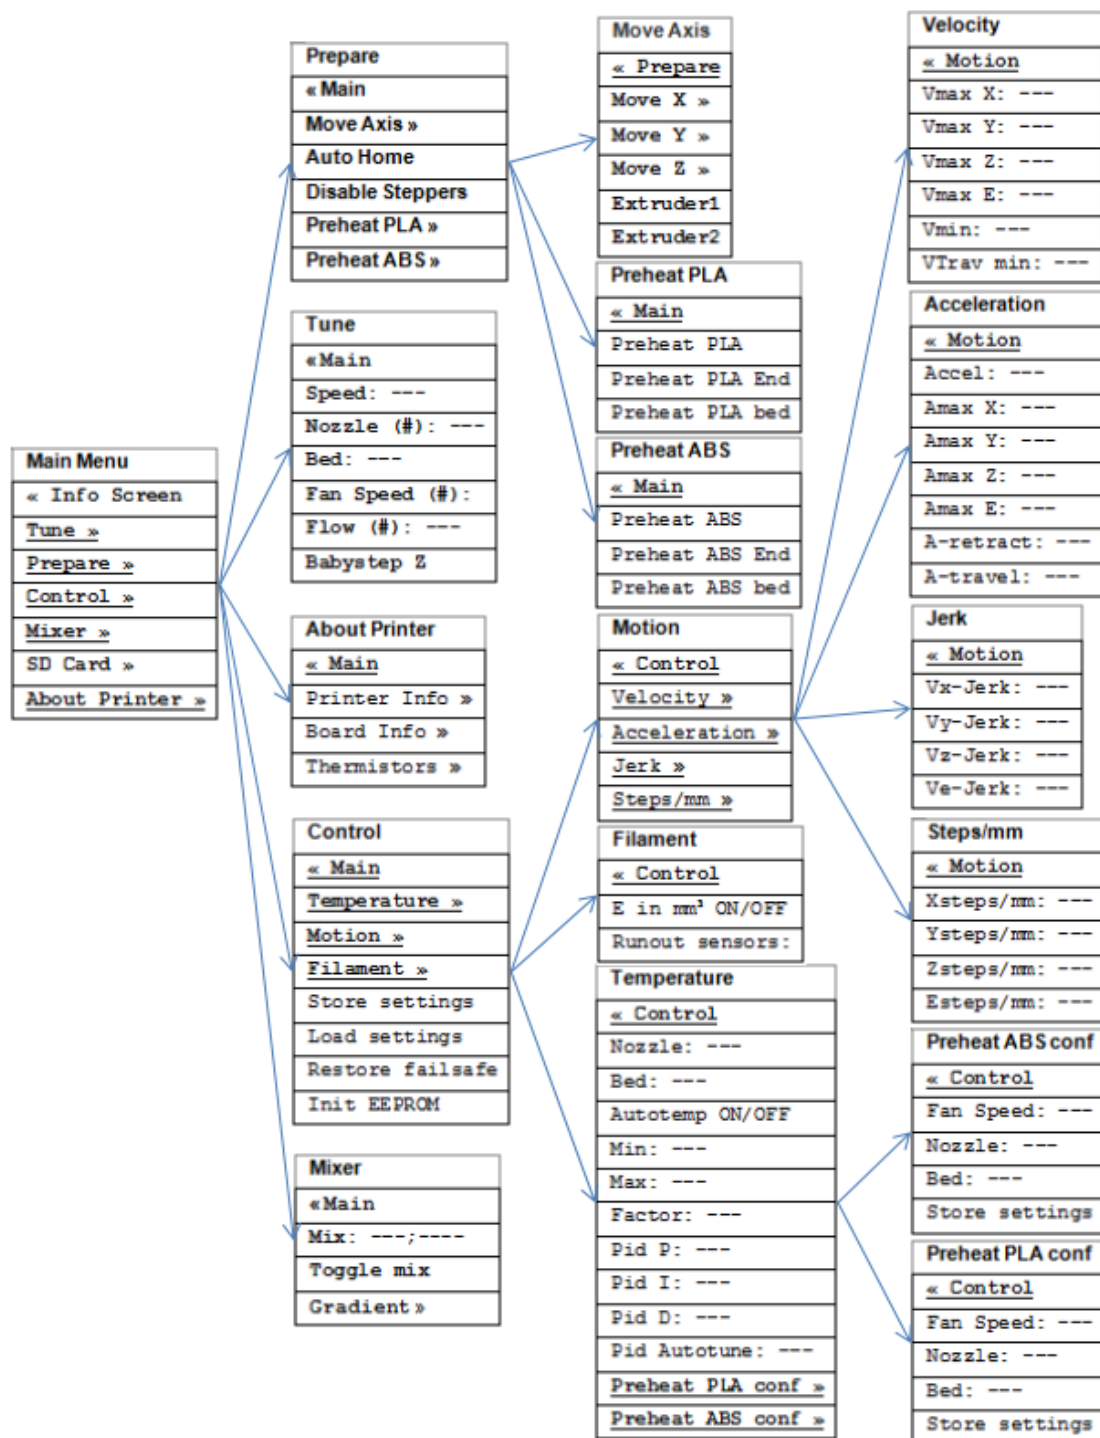 Main Menu
« Info Screen
Tune »
Prepare »
Control »
Mixer »
SD Card »
About Printer »
Prepare
« Main
Move Axis »
Auto Home
Disable Steppers
Preheat PLA »
Preheat ABS »
Tune
«Main
Speed: ---
Nozzle (#): ---
Bed: ---
Fan Speed (#):
Flow (#): ---
Babystep Z
About Printer
« Main
Printer Info »
Board Info »
Thermistors »
Control
« Main
Temperature »
Motion »
Filament »
Store settings
Load settings
Restore failsafe
Init EEPROM
Mixer
«Main
Mix: ---;----
Toggle mix
Gradient »
Move Axis
« Prepare
Move X »
Move Y »
Move Z »
Extruder1
Extruder2
Preheat PLA
« Main
Preheat PLA
Preheat PLA End
Preheat PLA bed
Preheat ABS
« Main
Preheat ABS
Preheat ABS End
Preheat ABS bed
Motion
« Control
Velocity »
Acceleration »
Jerk »
Steps/mm »
Filament
« Control
E in mm³ ON/OFF
Runout sensors:
Temperature
« Control
Nozzle: ---
Bed: ---
Autotemp ON/OFF
Min: ---
Max: ---
Factor: ---
Pid P: ---
Pid I: ---
Pid D: ---
Pid Autotune: ---
Preheat PLA conf »
Preheat ABS conf »
Velocity
« Motion
Vmax X: ---
Vmax Y: ---
Vmax Z: ---
Vmax E: ---
Vmin: ---
VTrav min: ---
Acceleration
« Motion
Accel: ---
Amax X: ---
Amax Y: ---
Amax Z: ---
Amax E: ---
A-retract: ---
A-travel: ---
Jerk
« Motion
Vx-Jerk: ---
Vy-Jerk: ---
Vz-Jerk: ---
Ve-Jerk: ---
Steps/mm
« Motion
Xsteps/mm: ---
Ysteps/mm: ---
Zsteps/mm: ---
Esteps/mm: ---
Preheat ABS conf
« Control
Fan Speed: ---
Nozzle: ---
Bed: ---
Store settings
Preheat PLA conf
« Control
Fan Speed: ---
Nozzle: ---
Bed: ---
Store settings